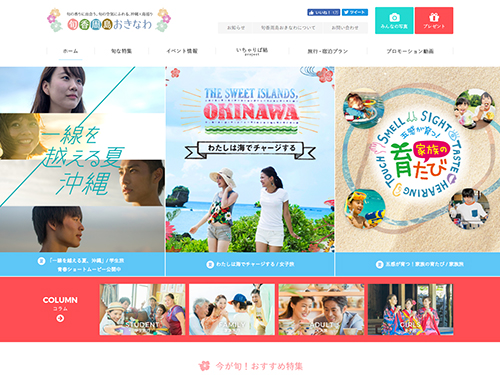 旬の香りに出会う、旬の季節にふれる、沖縄人座巡り
旬香周島おきなわ
いいね!
ツイート
お知らせ
旬香周島おきなわについて
お問い合わせ
みんなの写真
プレゼント
ホーム
旬な特集
イベント情報
いちゃりば結
project
旅行・宿泊プラン
プロモーション動画
一線を
越える夏
沖縄
THE SWEET ISLANDS,
OKINAWA
わたしは海でチャージする
SMELL SIGHT TASTE HEARING TOUCH
五感が育つ!
家族の
育たび
「一線を越える夏。沖縄」/ 学生旅
青春ショートムービー公開中
わたしは海でチャージする / 女子旅
五感が育つ!家族の育たび / 家族旅
COLUMN
コラム
STUDENT
FAMILY
ADULT
GIRLS
今が旬!おすすめ特集